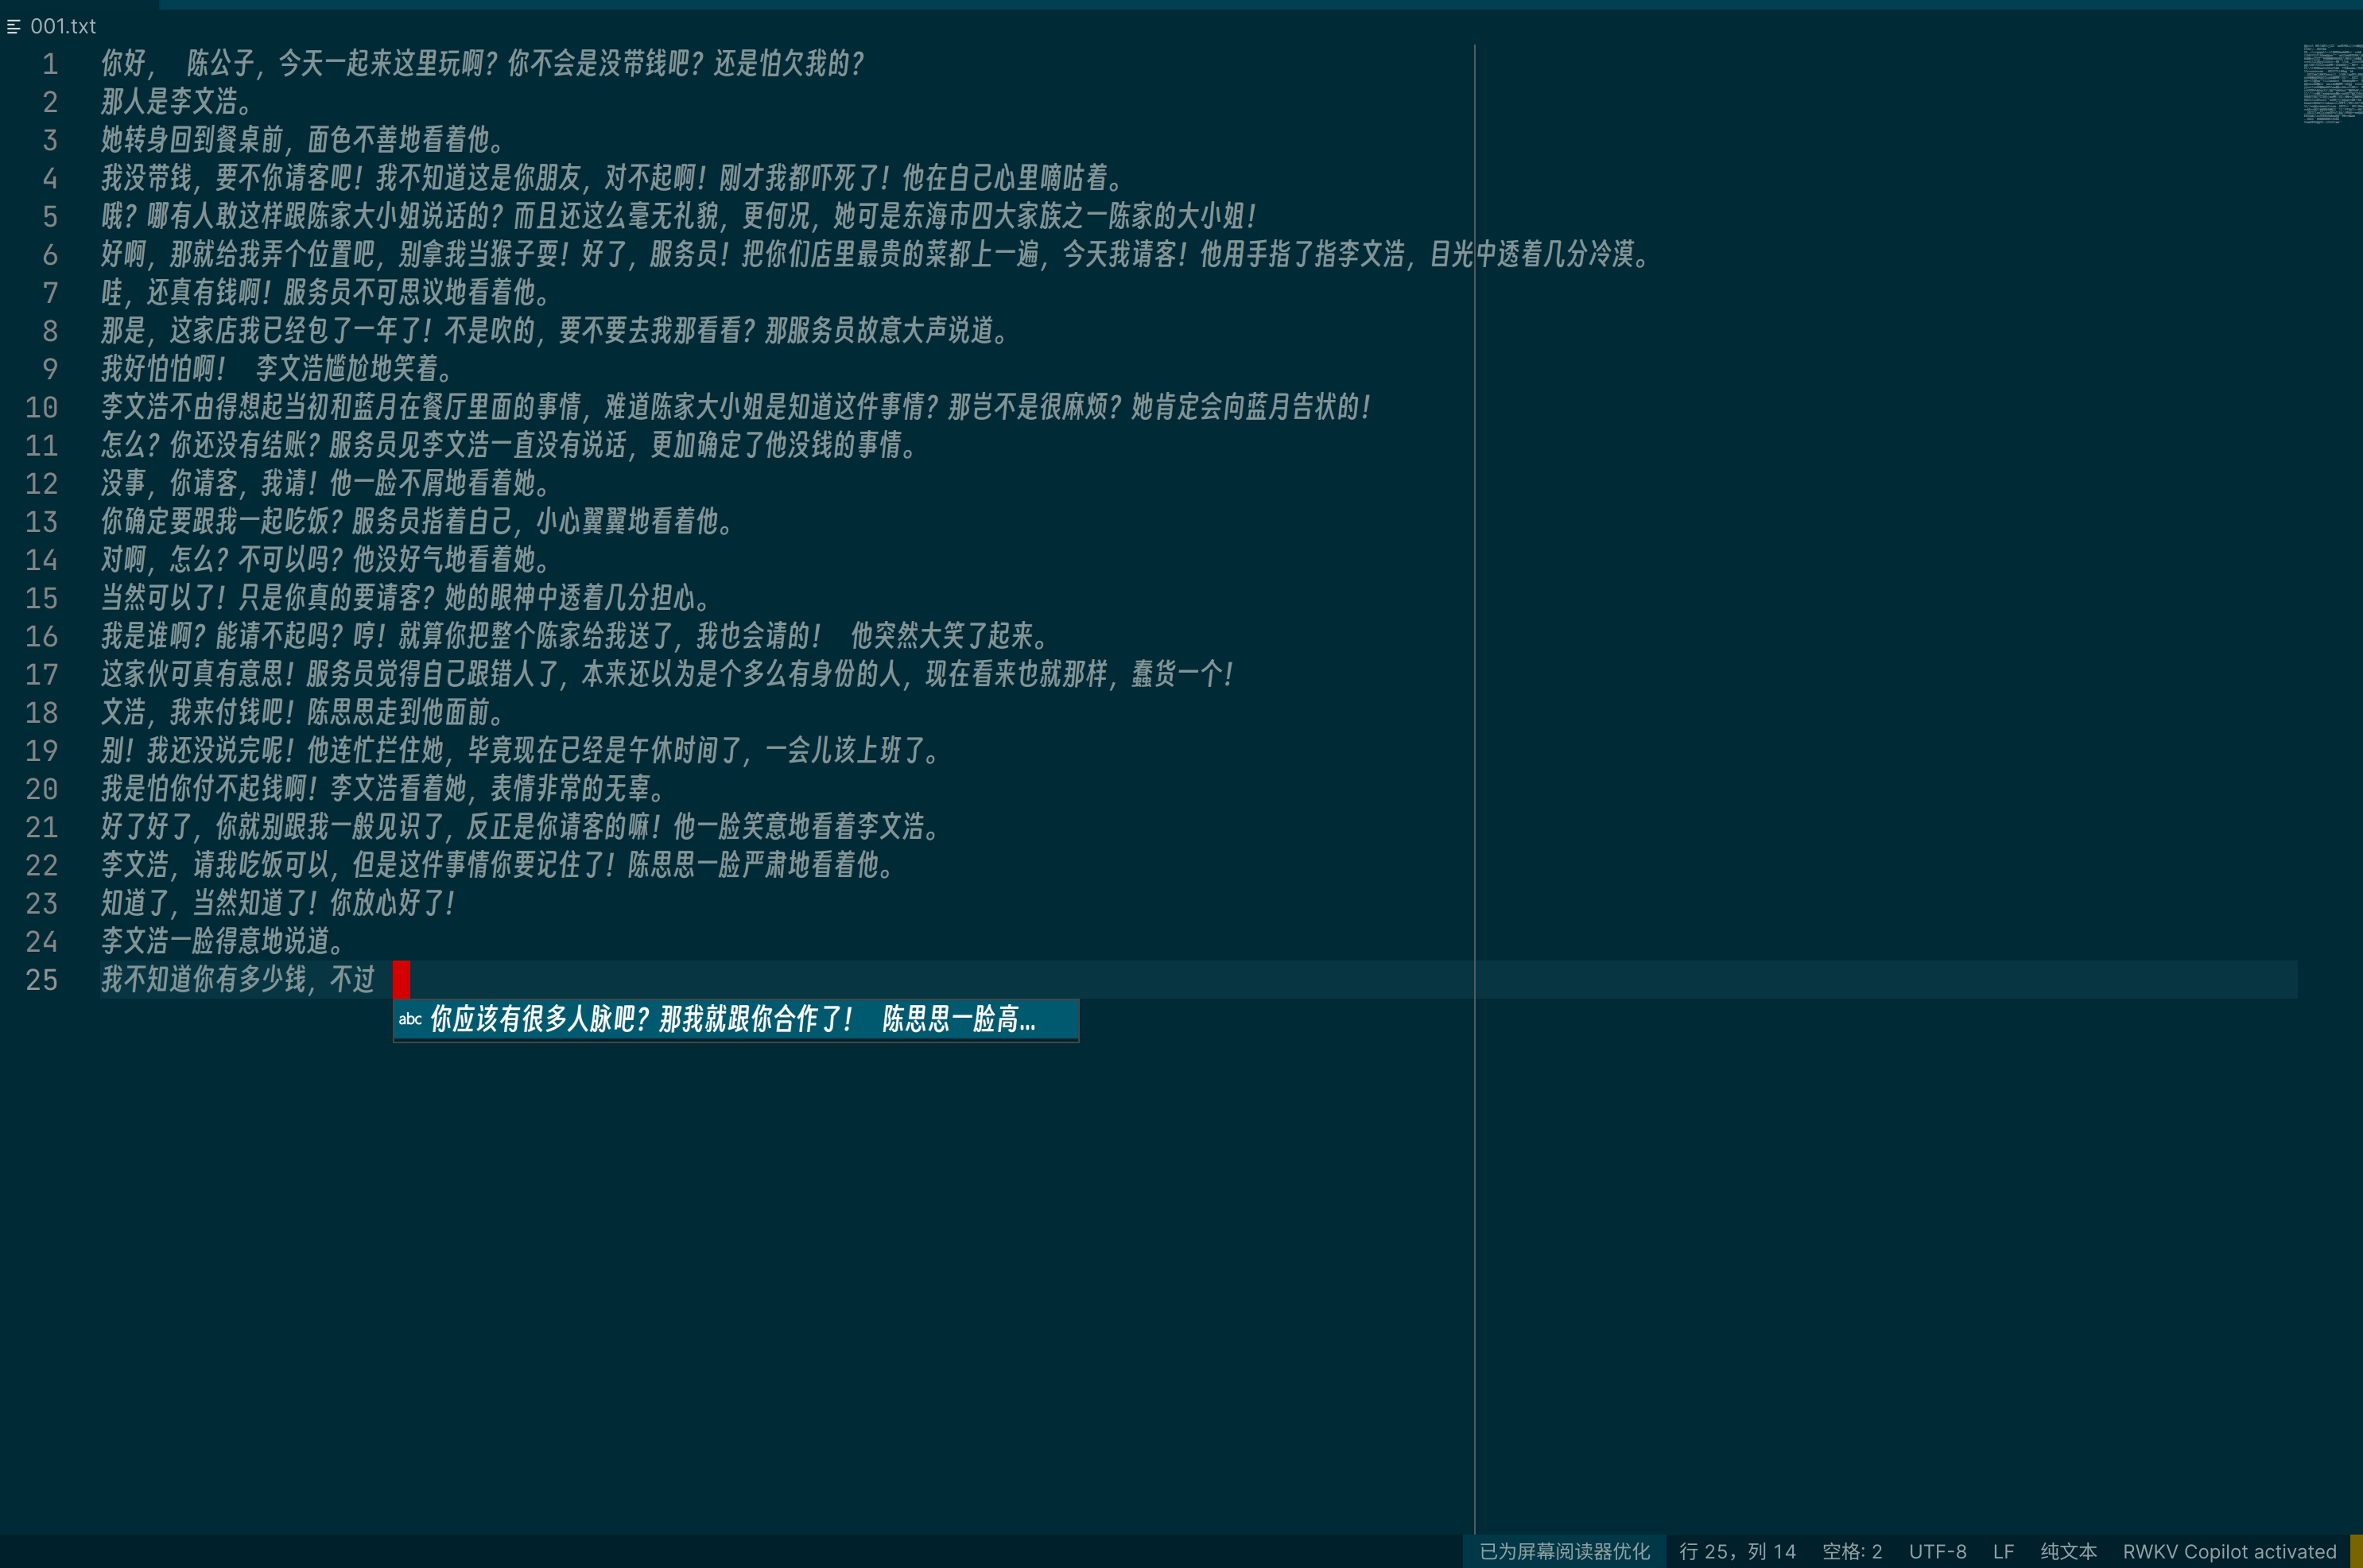 001.txt
1 你好， 陈公子，今天一起来这里玩啊？你不会是没带钱吧？还是怕欠我的？
2 那人是李文浩。
3 她转身回到餐桌前，面色不善地看着他。
4 我没带钱，要不你请客吧！我不知道这是你朋友，对不起啊！刚才我都吓死了！他在自己心里嘀咕着。
5 哦？哪有人敢这样跟陈家大小姐说话的？而且还这么毫无礼貌，更何况，她可是东海市四大家族之一陈家的大小姐！
6 好啊，那就给我弄个位置吧，别拿我当猴子耍！好了，服务员！把你们店里最贵的菜都上一遍，今天我请客！他用手指了指李文浩，目光中透着几分冷漠。
7 哇，还真有钱啊！服务员不可思议地看着他。
8 那是，这家店我已经包了一年了！不是吹的，要不要去我那看看？那服务员故意大声说道。
9 我好怕怕啊！ 李文浩尴尬地笑着。
10 李文浩不由得想起当初和蓝月在餐厅里面的事情，难道陈家大小姐是知道这件事情？那岂不是很麻烦？她肯定会向蓝月告状的！
11 怎么？你还没有结账？服务员见李文浩一直没有说话，更加确定了他没钱的事情。
12 没事，你请客，我请！他一脸不屑地看着她。
13 你确定要跟我一起吃饭？服务员指着自己，小心翼翼地看着他。
14 对啊，怎么？不可以吗？他没好气地看着她。
15 当然可以了！只是你真的要请客？她的眼神中透着几分担心。
16 我是谁啊？能请不起吗？哼！就算你把整个陈家给我送了，我也会请的！ 他突然大笑了起来。
17 这家伙可真有意思！服务员觉得自己跟错人了，本来还以为是个多么有身份的人，现在看来也就那样，蠢货一个！
18 文浩，我来付钱吧！陈思思走到他面前。
19 别！我还没说完呢！他连忙拦住她，毕竟现在已经是午休时间了，一会儿该上班了。
20 我是怕你付不起钱啊！李文浩看着她，表情非常的无辜。
21 好了好了，你就别跟我一般见识了，反正是你请客的嘛！他一脸笑意地看着李文浩。
22 李文浩，请我吃饭可以，但是这件事情你要记住了！陈思思一脸严肃地看着他。
23 知道了，当然知道了！你放心好了！
24 李文浩一脸得意地说道。
25 我不知道你有多少钱，不过
abc 你应该有很多人脉吧？那我就跟你合作了！ 陈思思一脸高...
已为屏幕阅读器优化 行 25，列 14 空格: 2 UTF-8 LF 纯文本 RWKV Copilot activated